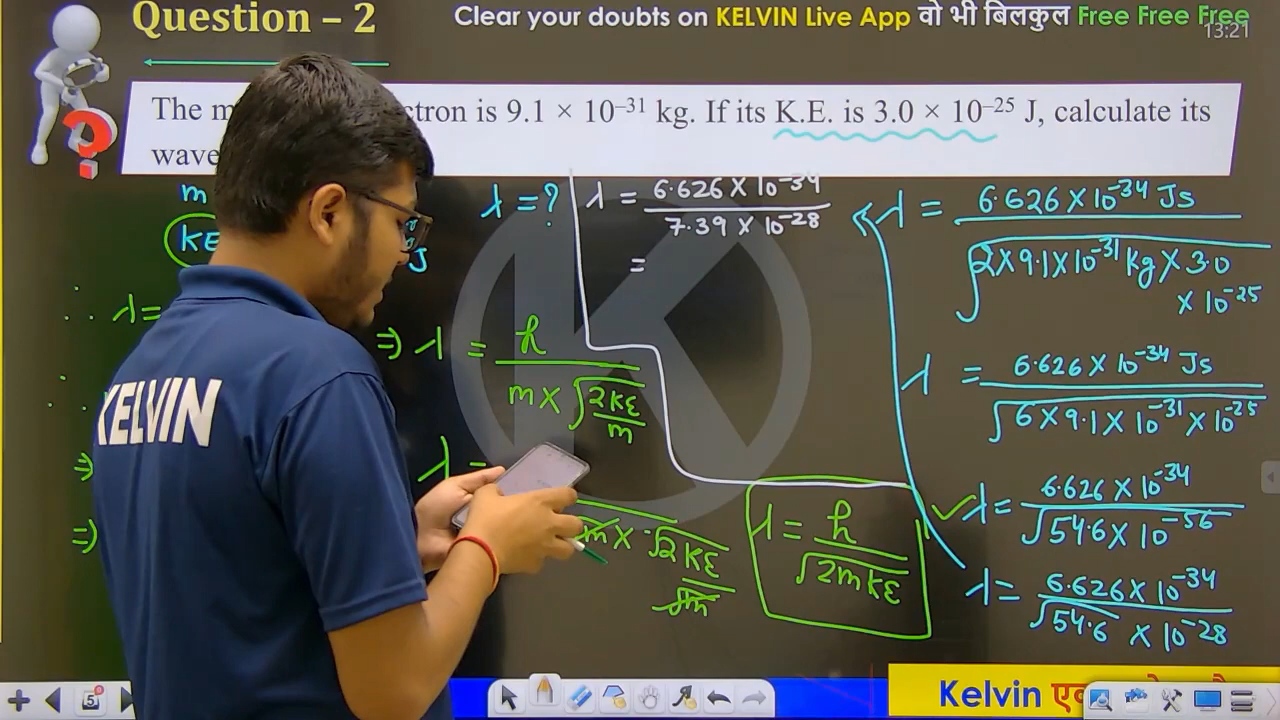 Question – 2
Clear your doubts on KELVIN Live App वो भी बिलकुल Free Free Free
13:21
The m ctron is 9.1 × 10⁻³¹ kg. If its K.E. is 3.0 × 10⁻²⁵ J, calculate its
wave
m
KE
J
λ = ?
∴ λ =
⇒ λ = h / m × √(2KE/m)
⇒
λ =
⇒
m × √2KE / √m
λ = h / √2mKE
λ = 6.626 × 10⁻³⁴ / 7.39 × 10⁻²⁸
=
λ = 6.626 × 10⁻³⁴ Js / √2 × 9.1 × 10⁻³¹ kg × 3.0 × 10⁻²⁵
λ = 6.626 × 10⁻³⁴ Js / √6 × 9.1 × 10⁻³¹ × 10⁻²⁵
λ = 6.626 × 10⁻³⁴ / √54.6 × 10⁻⁵⁶
λ = 6.626 × 10⁻³⁴ / √54.6 × 10⁻²⁸
KELVIN
5
Kelvin